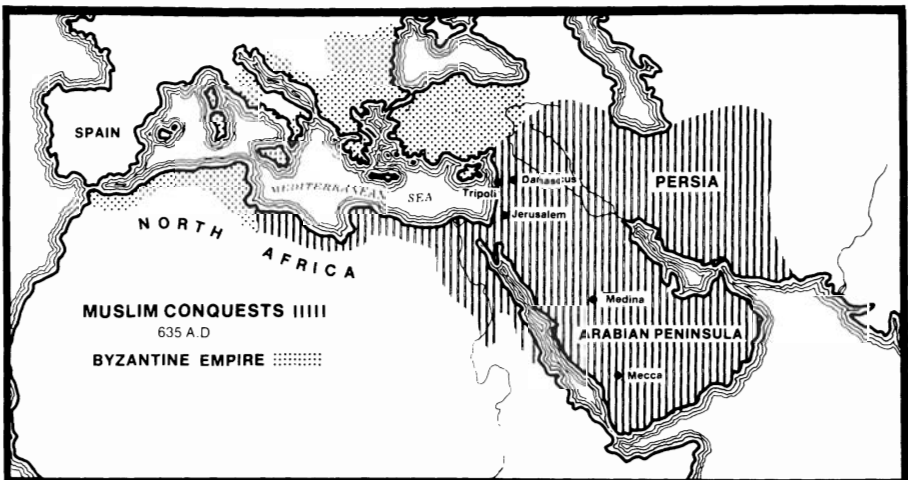 SPAIN
MEDITERRANEAN
SEA
Tripoli
Damascus
PERSIA
Jerusalem
NORTH
AFRICA
Medina
MUSLIM CONQUESTS
635 A.D
ARABIAN PENINSULA
BYZANTINE EMPIRE
Mecca